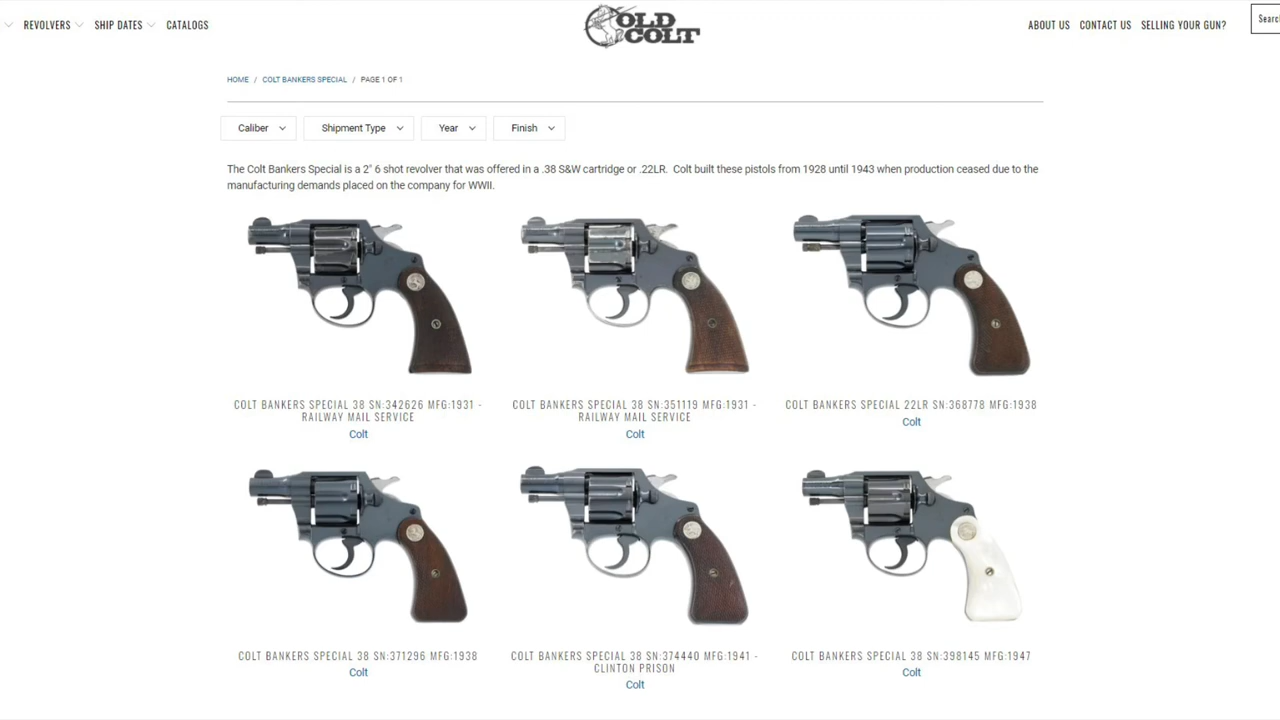 REVOLVERS SHIP DATES CATALOGS
OLD
COLT
ABOUT US CONTACT US SELLING YOUR GUN?
HOME / COLT BANKERS SPECIAL / PAGE 1 OF 1
Caliber Shipment Type Year Finish
The Colt Bankers Special is a 2" 6 shot revolver that was offered in a .38 S&W cartridge or .22LR. Colt built these pistols from 1928 until 1943 when production ceased due to the
manufacturing demands placed on the company for WWII.
COLT BANKERS SPECIAL 38 SN:342626 MFG:1931 -
RAILWAY MAIL SERVICE
Colt
COLT BANKERS SPECIAL 38 SN:351119 MFG:1931 -
RAILWAY MAIL SERVICE
Colt
COLT BANKERS SPECIAL 22LR SN:368778 MFG:1938
Colt
COLT BANKERS SPECIAL 38 SN:371296 MFG:1938
Colt
COLT BANKERS SPECIAL 38 SN:374440 MFG:1941 -
CLINTON PRISON
Colt
COLT BANKERS SPECIAL 38 SN:398145 MFG:1947
Colt